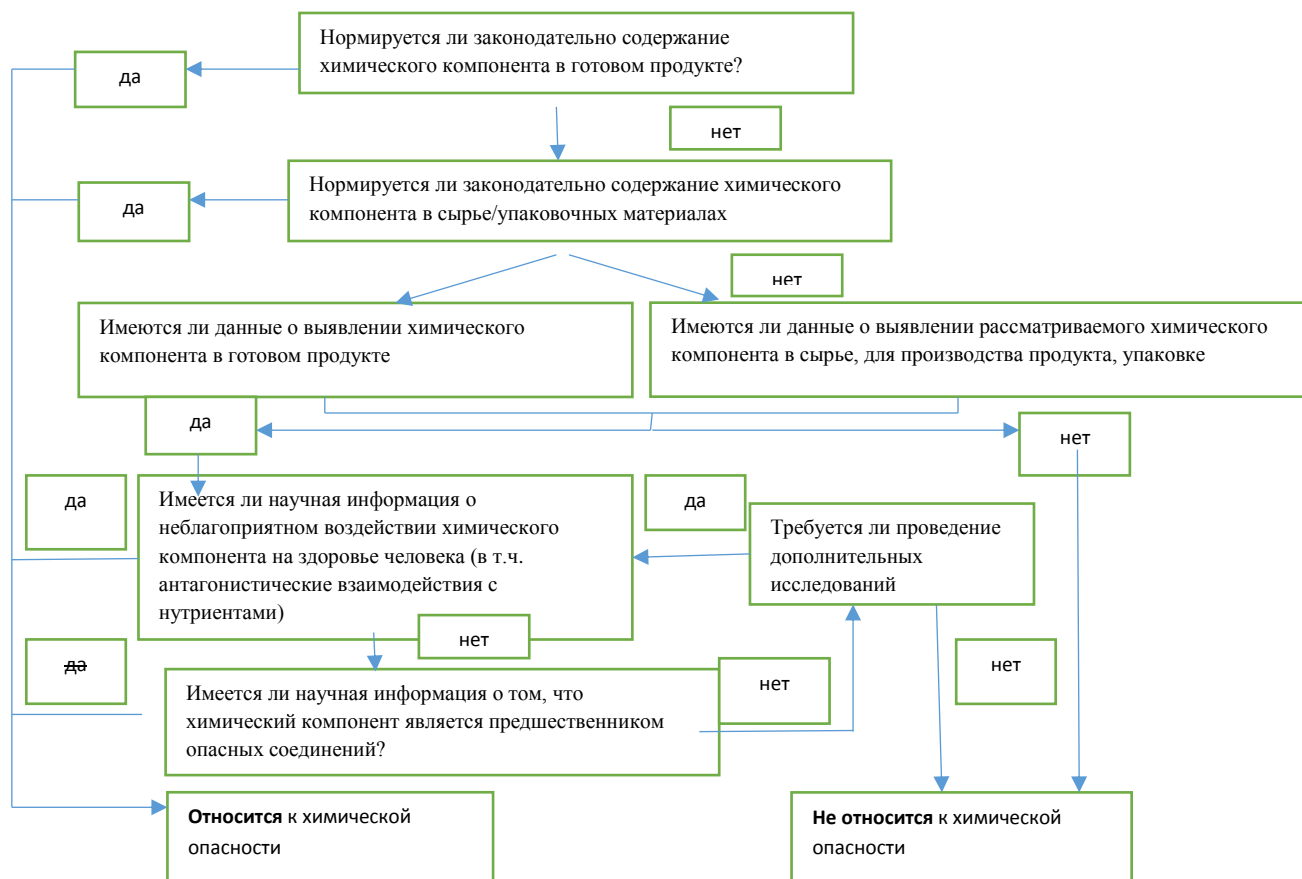 Нормируется ли законодательно содержание
химического компонента в готовом продукте?
да
нет
Нормируется ли законодательно содержание химического
компонента в сырье/упаковочных материалах
да
нет
Имеются ли данные о выявлении химического
компонента в готовом продукте
Имеются ли данные о выявлении рассматриваемого химического
компонента в сырье, для производства продукта, упаковке
да
нет
да
Имеется ли научная информация о
неблагоприятном воздействии химического
компонента на здоровье человека (в т.ч.
антагонистические взаимодействия с
нутриентами)
да
Требуется ли проведение
дополнительных
исследований
нет
да
нет
нет
Имеется ли научная информация о том, что
химический компонент является предшественником
опасных соединений?
Относится к химической
опасности
Не относится к химической
опасности